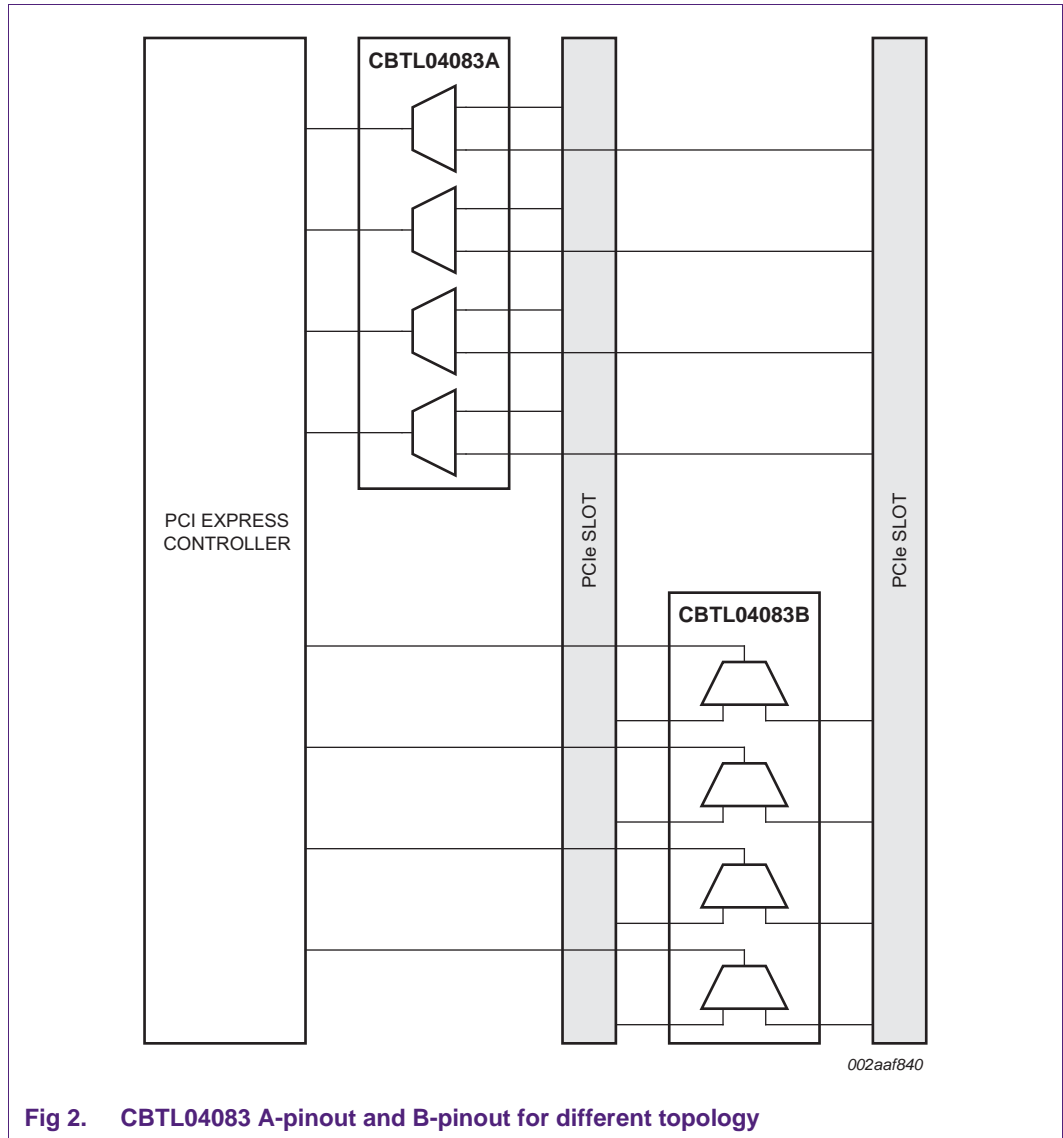 CBTL04083A
PCI EXPRESS
CONTROLLER
PCIe SLOT
PCIe SLOT
CBTL04083B
002aaf840
Fig 2. CBTL04083 A-pinout and B-pinout for different topology